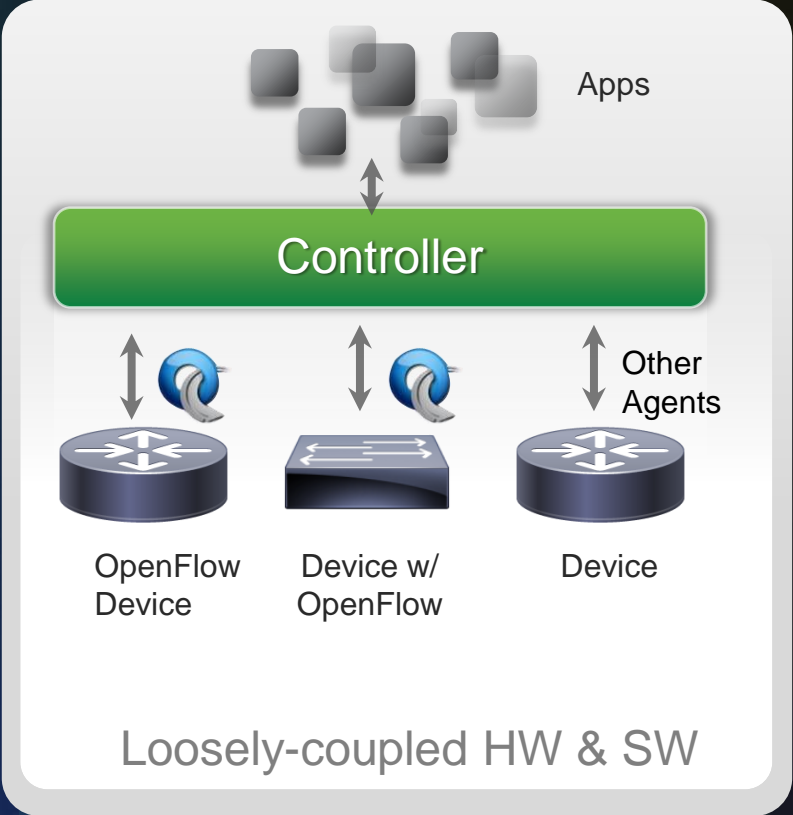 Apps
Controller
Other
Agents
OpenFlow
Device
Device w/
OpenFlow
Device
Loosely-coupled HW & SW